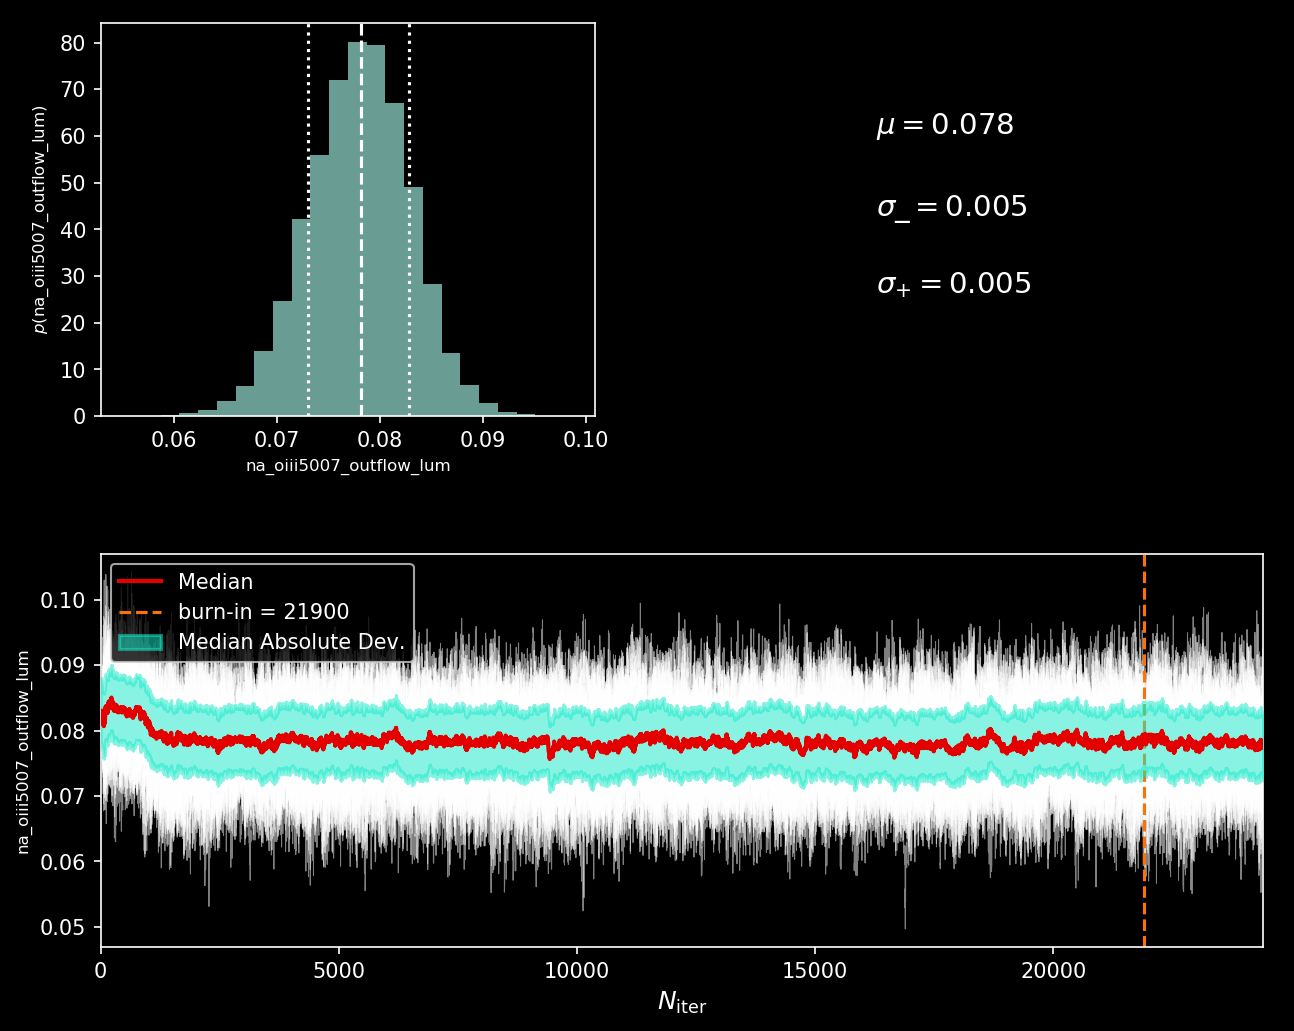 80
70
60
50
40
30
20
10
0
p(na_oiii5007_outflow_lum)
0.06 0.07 0.08 0.09 0.10
na_oiii5007_outflow_lum
μ = 0.078
σ_ = 0.005
σ+ = 0.005
Median
burn-in = 21900
Median Absolute Dev.
0.10
0.09
0.08
0.07
0.06
0.05
na_oiii5007_outflow_lum
0 5000 10000 15000 20000
Niter